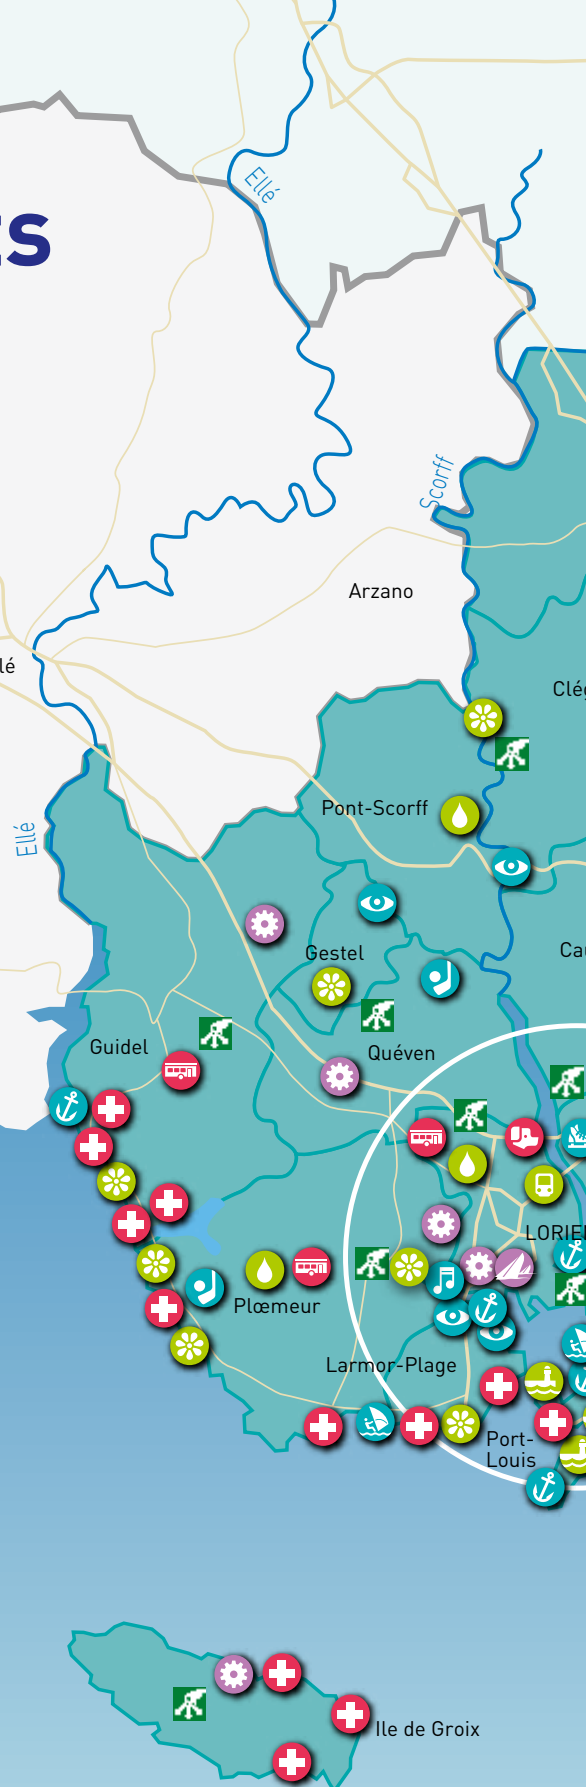 Ellé
Scorff
Arzano
Pont-Scorff
Ellé
Gestel
Guidel
Quéven
Plœmeur
Larmor-Plage
Port-
Louis
Ile de Groix